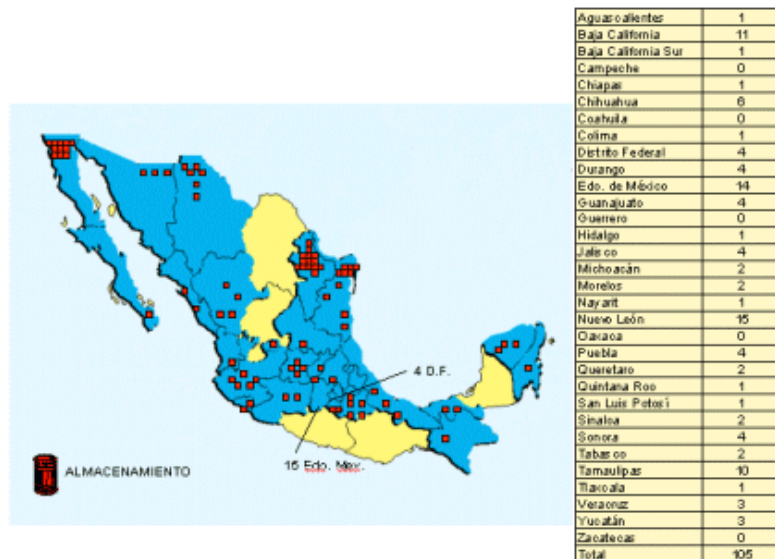 4 D.F.
15 Edo. Mex.
ALMACENAMIENTO
Aguascalientes 1
Baja California 11
Baja California Sur 1
Campeche 0
Chiapas 1
Chihuahua 6
Coahuila 0
Colima 1
Distrito Federal 4
Durango 4
Edo. de México 14
Guanajuato 4
Guerrero 0
Hidalgo 1
Jalisco 4
Michoacán 2
Morelos 2
Nayarit 1
Nuevo León 15
Oaxaca 0
Puebla 4
Queretaro 2
Quintana Roo 1
San Luis Potosí 1
Sinaloa 2
Sonora 4
Tabasco 2
Tamaulipas 10
Tlaxcala 1
Veracruz 3
Yucatán 3
Zacatecas 0
Total 105